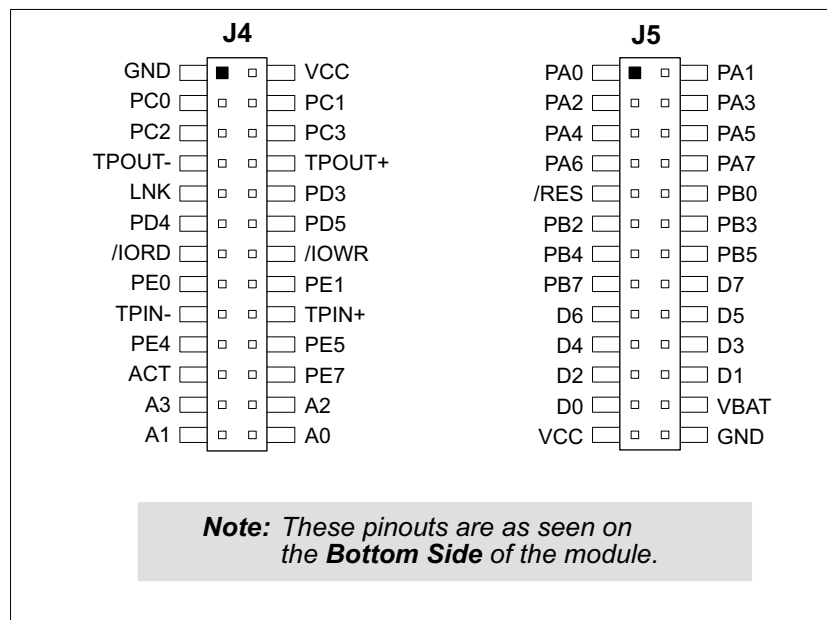 J4
GND VCC
PC0 PC1
PC2 PC3
TPOUT- TPOUT+
LNK PD3
PD4 PD5
/IORD /IOWR
PE0 PE1
TPIN- TPIN+
PE4 PE5
ACT PE7
A3 A2
A1 A0
J5
PA0 PA1
PA2 PA3
PA4 PA5
PA6 PA7
/RES PB0
PB2 PB3
PB4 PB5
PB7 D7
D6 D5
D4 D3
D2 D1
D0 VBAT
VCC GND
Note: These pinouts are as seen on
the Bottom Side of the module.